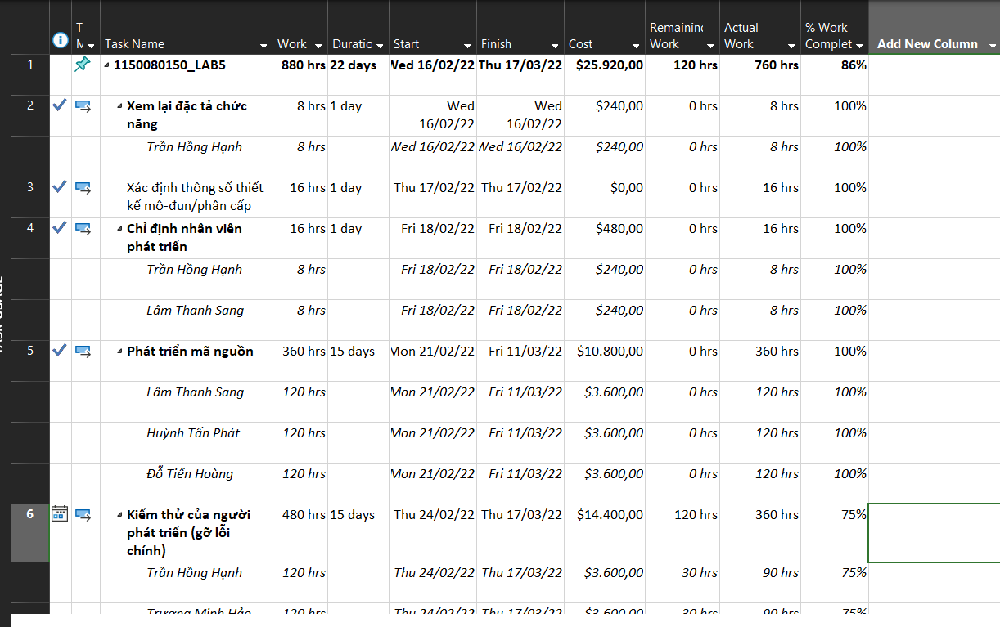 T.
Remaining Actual % Work
M Task Name Work Duratio Start Finish Cost Work Work Complet Add New Column
1 1150080150_LAB5 880 hrs 22 days Wed 16/02/22 Thu 17/03/22 $25.920,00 120 hrs 760 hrs 86%
2 Xem lại đặc tả chức 8 hrs 1 day Wed Wed $240,00 0 hrs 8 hrs 100%
năng 16/02/22 16/02/22
Trần Hồng Hạnh 8 hrs Wed 16/02/22 Wed 16/02/22 $240,00 0 hrs 8 hrs 100%
3 Xác định thông số thiết 16 hrs 1 day Thu 17/02/22 Thu 17/02/22 $0,00 0 hrs 16 hrs 100%
kế mô-đun/phân cấp
4 Chỉ định nhân viên 16 hrs 1 day Fri 18/02/22 Fri 18/02/22 $480,00 0 hrs 16 hrs 100%
phát triển
Trần Hồng Hạnh 8 hrs Fri 18/02/22 Fri 18/02/22 $240,00 0 hrs 8 hrs 100%
Lâm Thanh Sang 8 hrs Fri 18/02/22 Fri 18/02/22 $240,00 0 hrs 8 hrs 100%
5 Phát triển mã nguồn 360 hrs 15 days Mon 21/02/22 Fri 11/03/22 $10.800,00 0 hrs 360 hrs 100%
Lâm Thanh Sang 120 hrs Mon 21/02/22 Fri 11/03/22 $3.600,00 0 hrs 120 hrs 100%
Huỳnh Tấn Phát 120 hrs Mon 21/02/22 Fri 11/03/22 $3.600,00 0 hrs 120 hrs 100%
Đỗ Tiến Hoàng 120 hrs Mon 21/02/22 Fri 11/03/22 $3.600,00 0 hrs 120 hrs 100%
6 Kiểm thử của người 480 hrs 15 days Thu 24/02/22 Thu 17/03/22 $14.400,00 120 hrs 360 hrs 75%
phát triển (gỡ lỗi
chính)
Trần Hồng Hạnh 120 hrs Thu 24/02/22 Thu 17/03/22 $3.600,00 30 hrs 90 hrs 75%
Trương Minh Hảo 120 hrs Thu 24/02/22 Thu 17/03/22 $3.600,00 30 hrs 90 hrs 75%